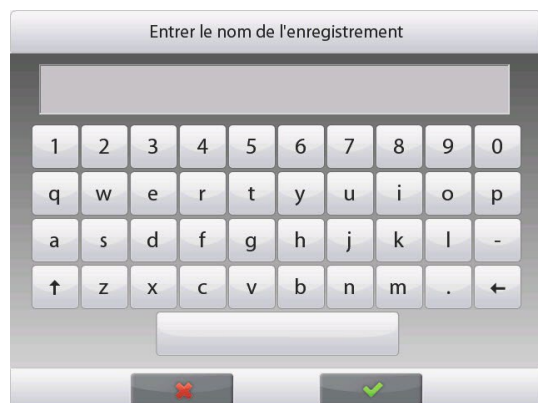 Entrer le nom de l'enregistrement
1 2 3 4 5 6 7 8 9 0
q w e r t y u i o p
a s d f g h j k l -
↑ z x c v b n m . ←